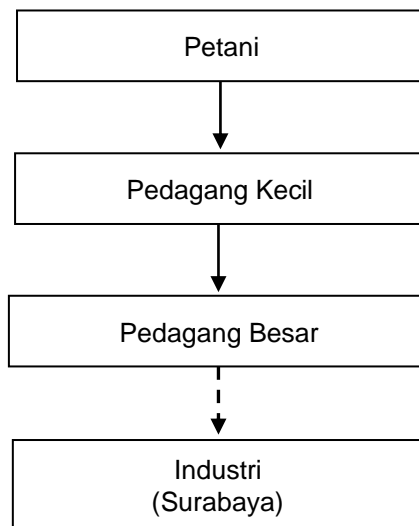 Petani
Pedagang Kecil
Pedagang Besar
Industri
(Surabaya)